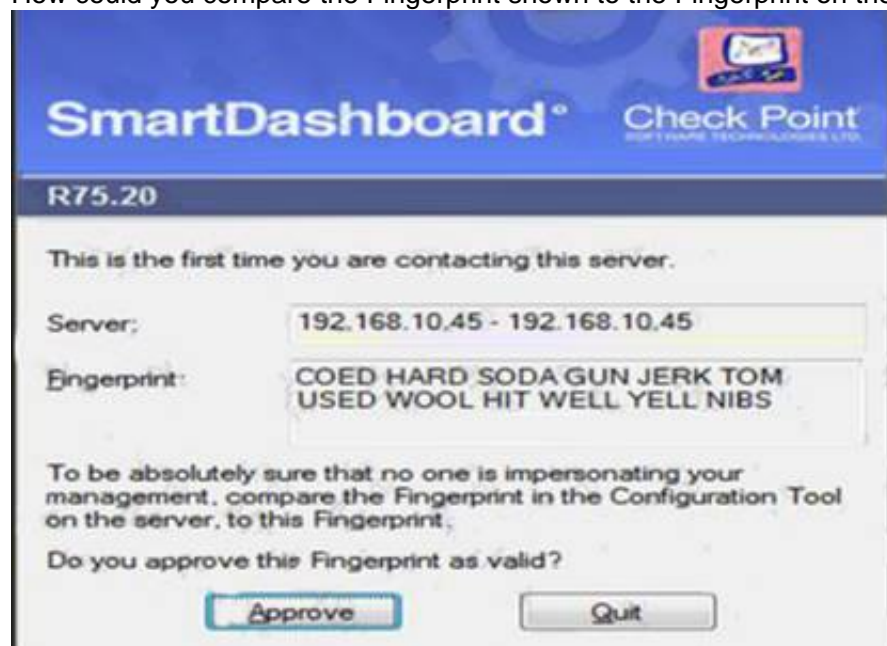 How could you compare the Fingerprint shown to the Fingerprint on the
SmartDashboard°
Check Point
SOFTWARE TECHNOLOGIES LTD.
R75.20
This is the first time you are contacting this server.
Server:
192.168.10.45 - 192.168.10.45
Fingerprint:
COED HARD SODA GUN JERK TOM
USED WOOL HIT WELL YELL NIBS
To be absolutely sure that no one is impersonating your
management, compare the Fingerprint in the Configuration Tool
on the server, to this Fingerprint.
Do you approve this Fingerprint as valid?
Approve
Quit